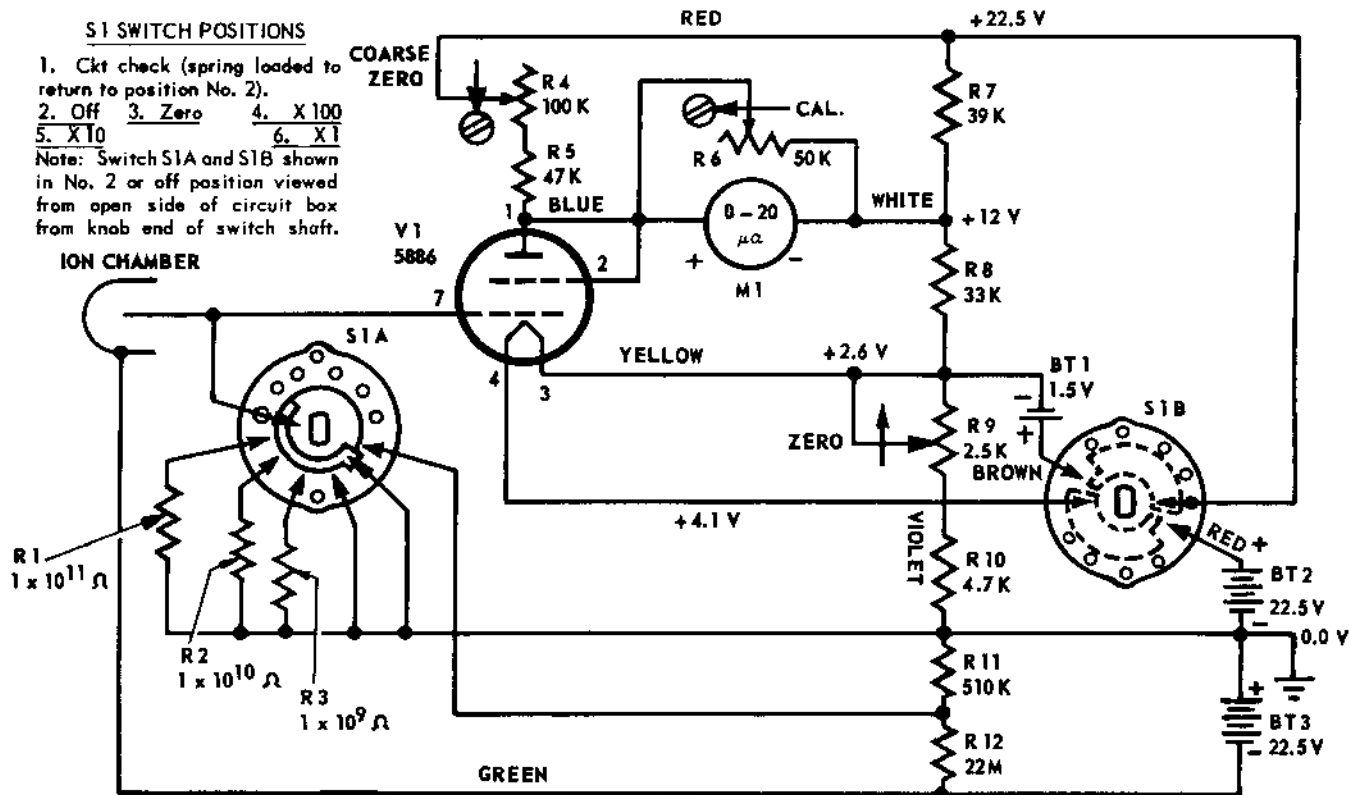 S1 SWITCH POSITIONS
1. Ckt check (spring loaded to
return to position No. 2).
2. Off 3. Zero 4. X 100
5. X10 6. X1
Note: Switch S1A and S1B shown
in No. 2 or off position viewed
from open side of circuit box
from knob end of switch shaft.
RED
+22.5 V
COARSE
ZERO
R4
100 K
CAL.
R7
39 K
R5
47 K
R6
50 K
1
BLUE
0-20
μa
WHITE
+12 V
V1
5886
+
-
M1
2
R8
33 K
ION CHAMBER
7
S1A
4
3
YELLOW
+2.6 V
BT1
1.5V
-
+
S1B
ZERO
R9
2.5 K
BROWN
+4.1 V
VIOLET
RED +
R1
1 x 10¹¹ Ω
R10
4.7 K
BT2
22.5V
-
0.0 V
R2
1 x 10¹⁰ Ω
R3
1 x 10⁹ Ω
R11
510 K
+
BT3
22.5V
-
R12
22M
GREEN